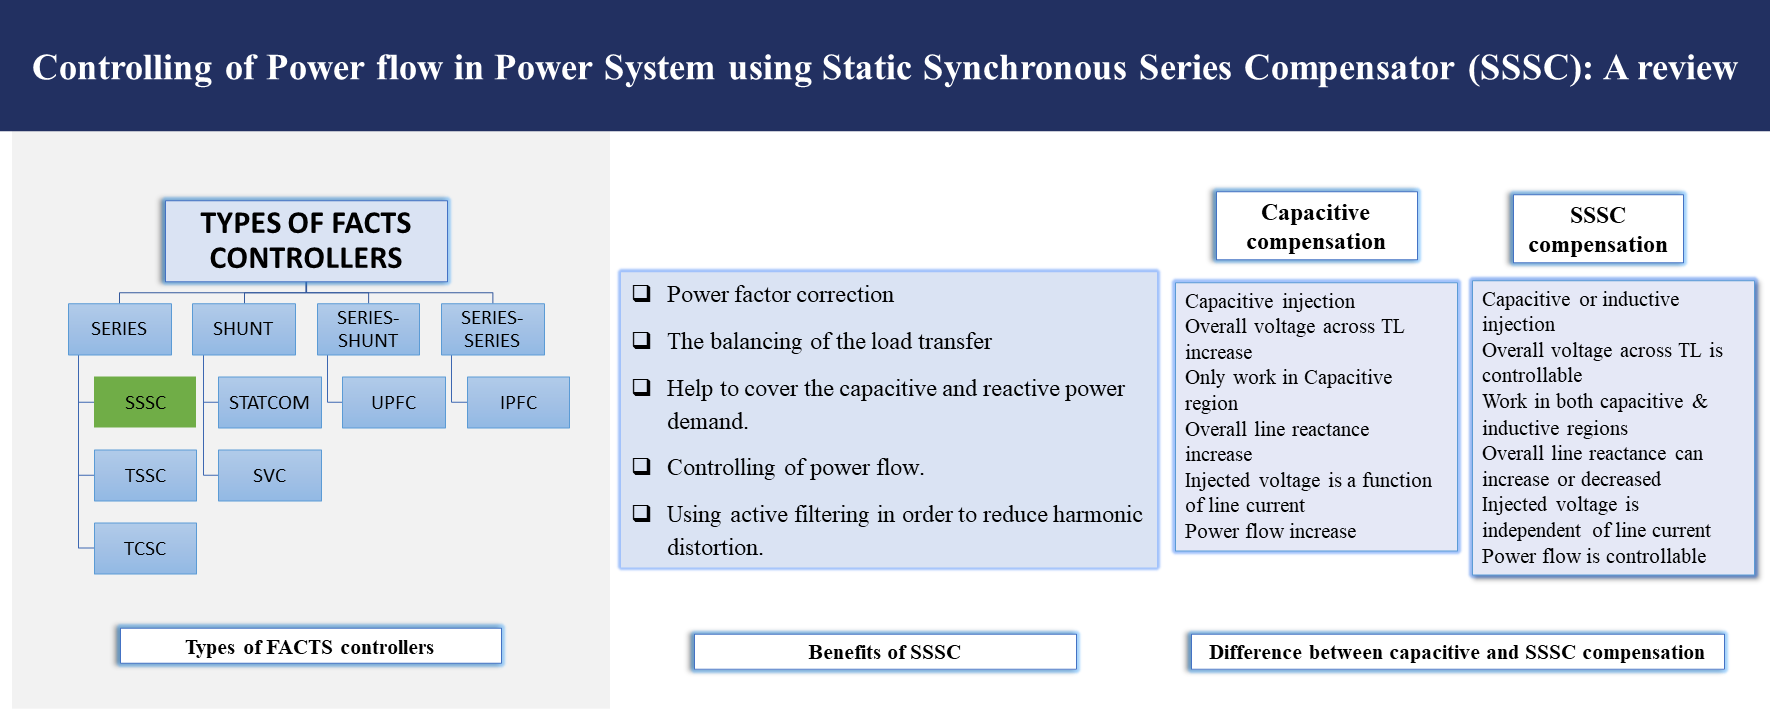 Controlling of Power flow in Power System using Static Synchronous Series Compensator (SSSC): A review
TYPES OF FACTS
CONTROLLERS
SERIES
SHUNT
SERIES-
SHUNT
SERIES-
SERIES
SSSC
STATCOM
UPFC
IPFC
TSSC
SVC
TCSC
Types of FACTS controllers
Power factor correction
The balancing of the load transfer
Help to cover the capacitive and reactive power
demand.
Controlling of power flow.
Using active filtering in order to reduce harmonic
distortion.
Benefits of SSSC
Capacitive
compensation
Capacitive injection
Overall voltage across TL
increase
Only work in Capacitive
region
Overall line reactance
increase
Injected voltage is a function
of line current
Power flow increase
SSSC
compensation
Capacitive or inductive
injection
Overall voltage across TL is
controllable
Work in both capacitive &
inductive regions
Overall line reactance can
increase or decreased
Injected voltage is
independent of line current
Power flow is controllable
Difference between capacitive and SSSC compensation